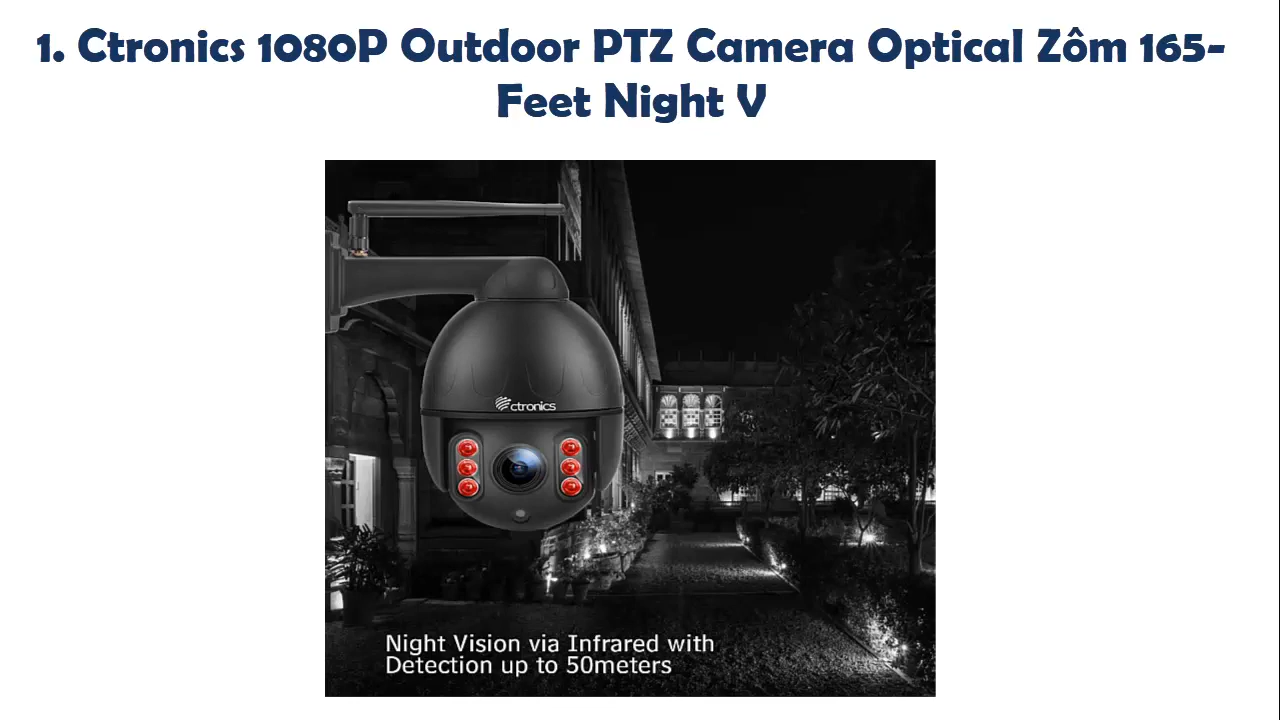 1. Ctronics 1080P Outdoor PTZ Camera Optical Zôm 165-
Feet Night V
ctronics
Night Vision via Infrared with
Detection up to 50meters